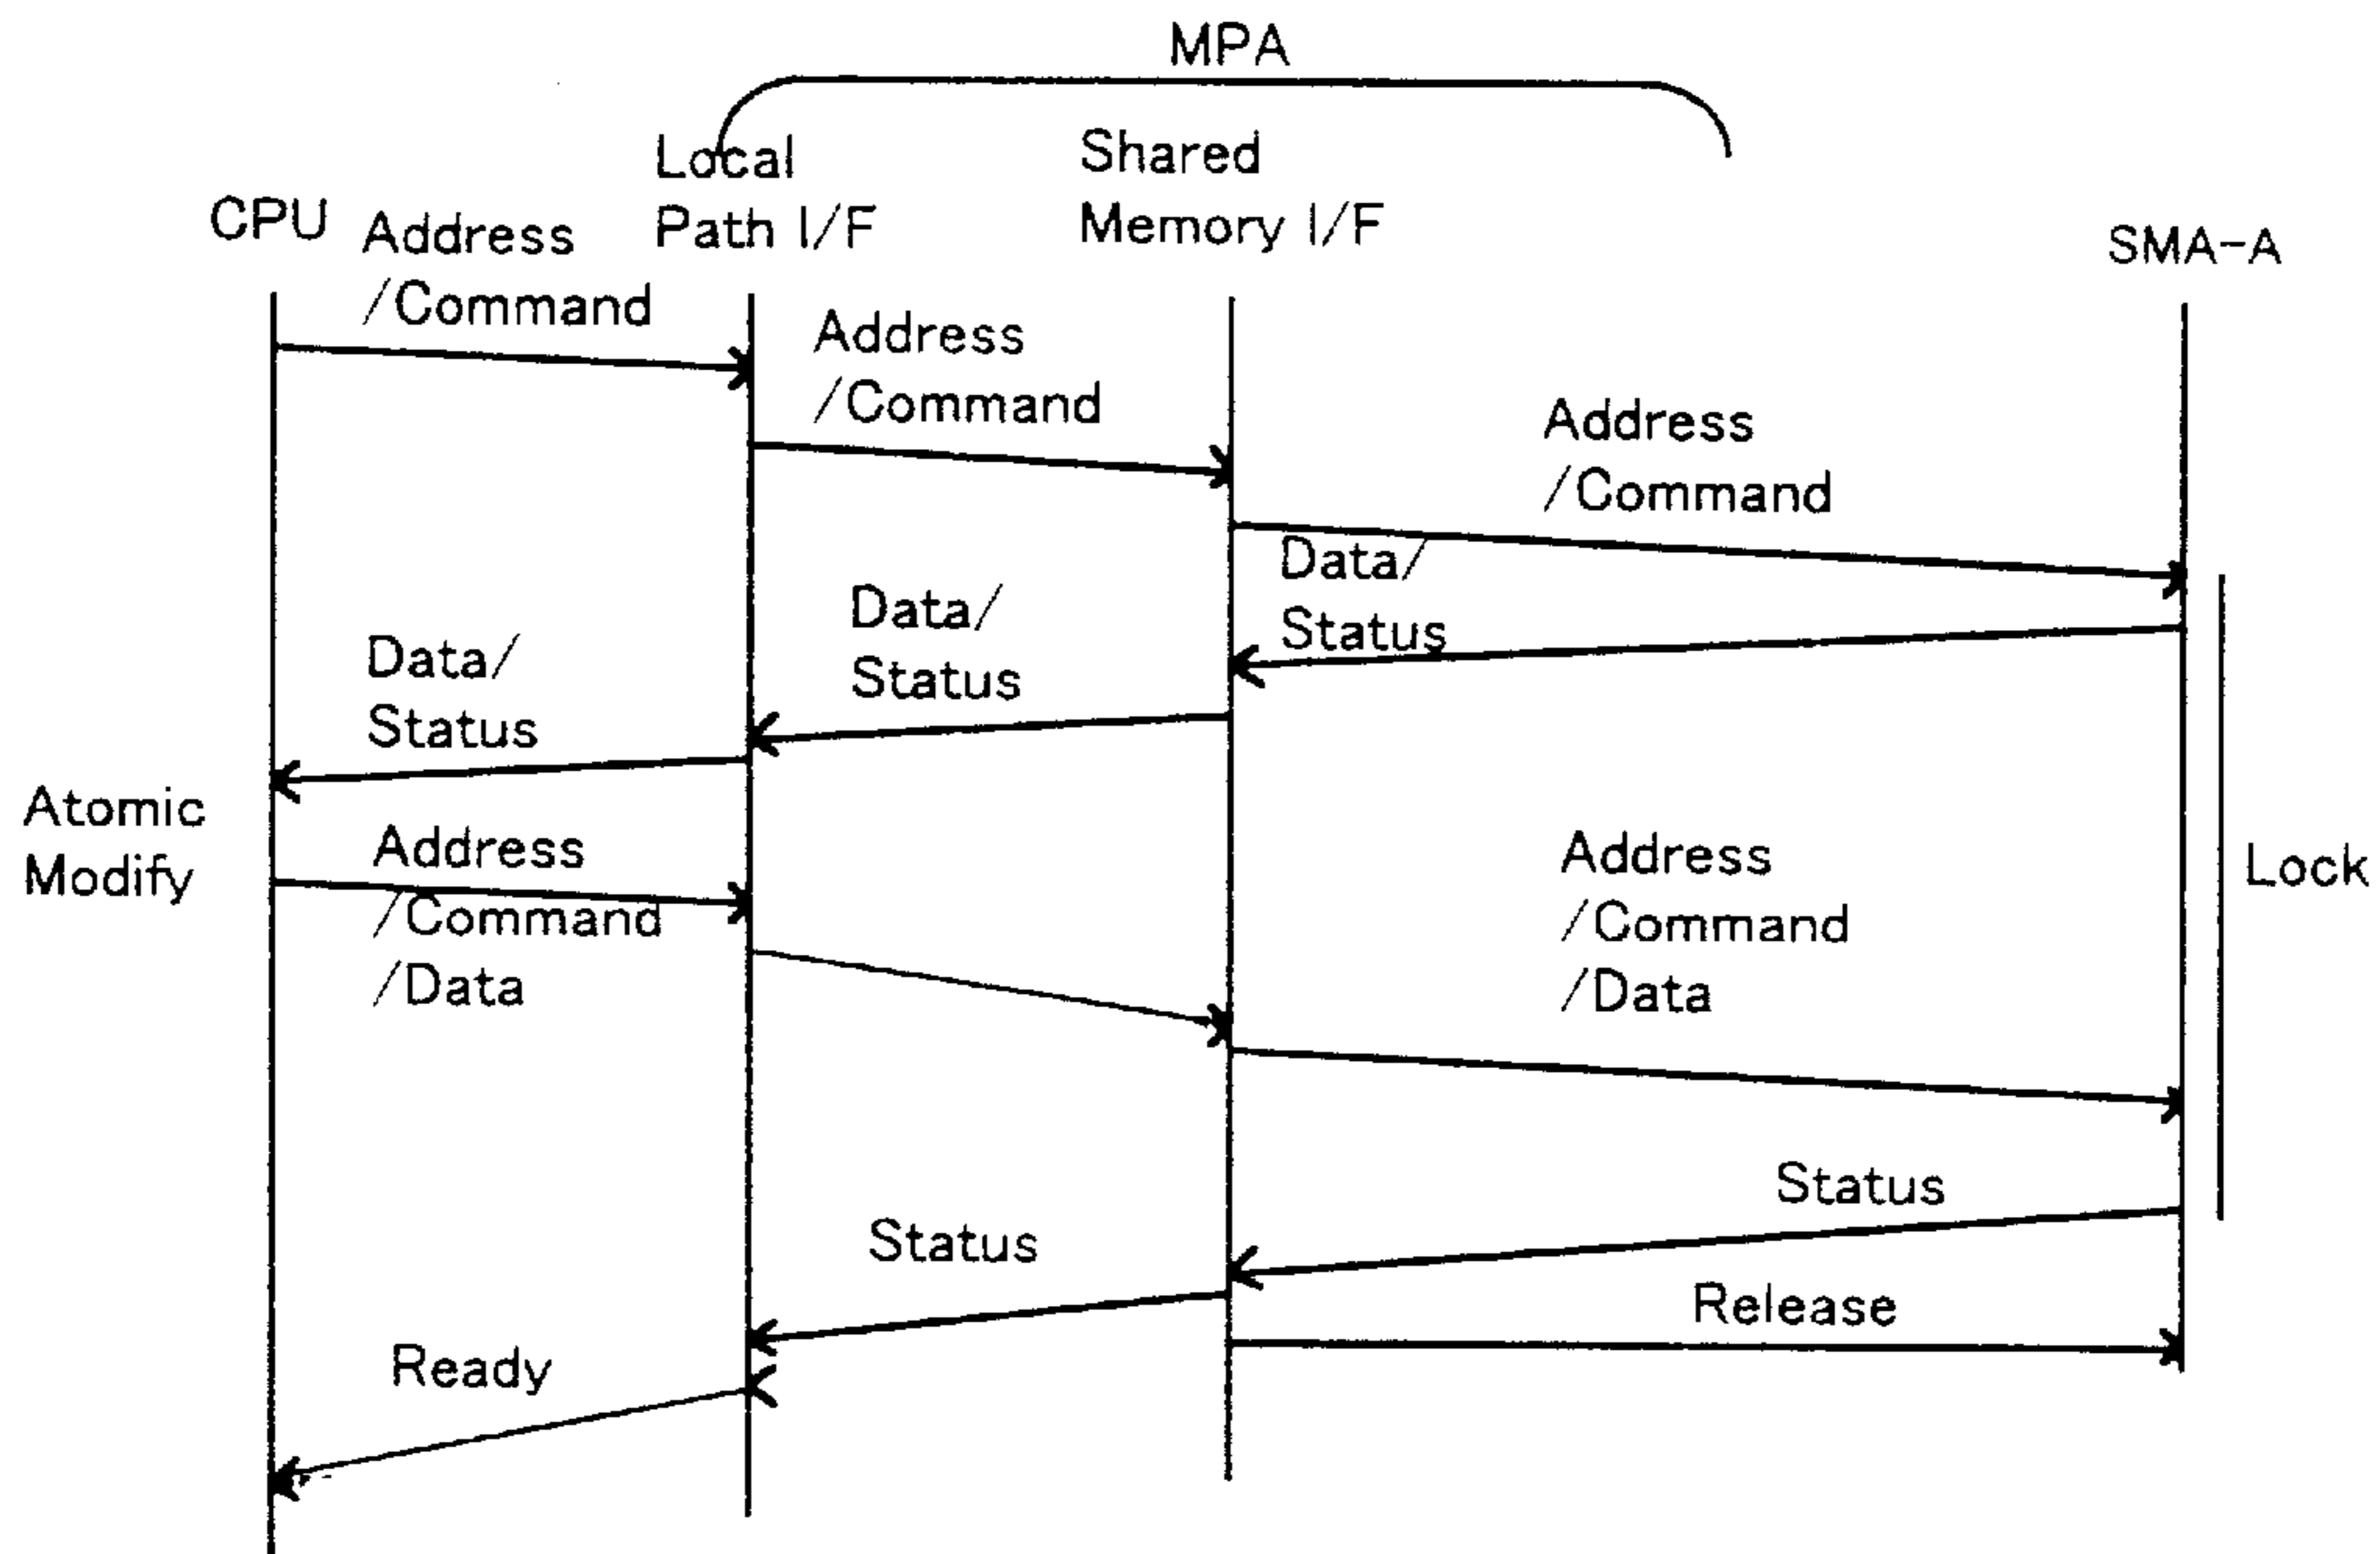 MPA
Local
Path I/F
Shared
Memory I/F
CPU
SMA-A
Address
/Command
Address
/Command
Address
/Command
Data/
Status
Data/
Status
Data/
Status
Atomic
Modify
Address
/Command
/Data
Address
/Command
/Data
Lock
Status
Status
Release
Ready